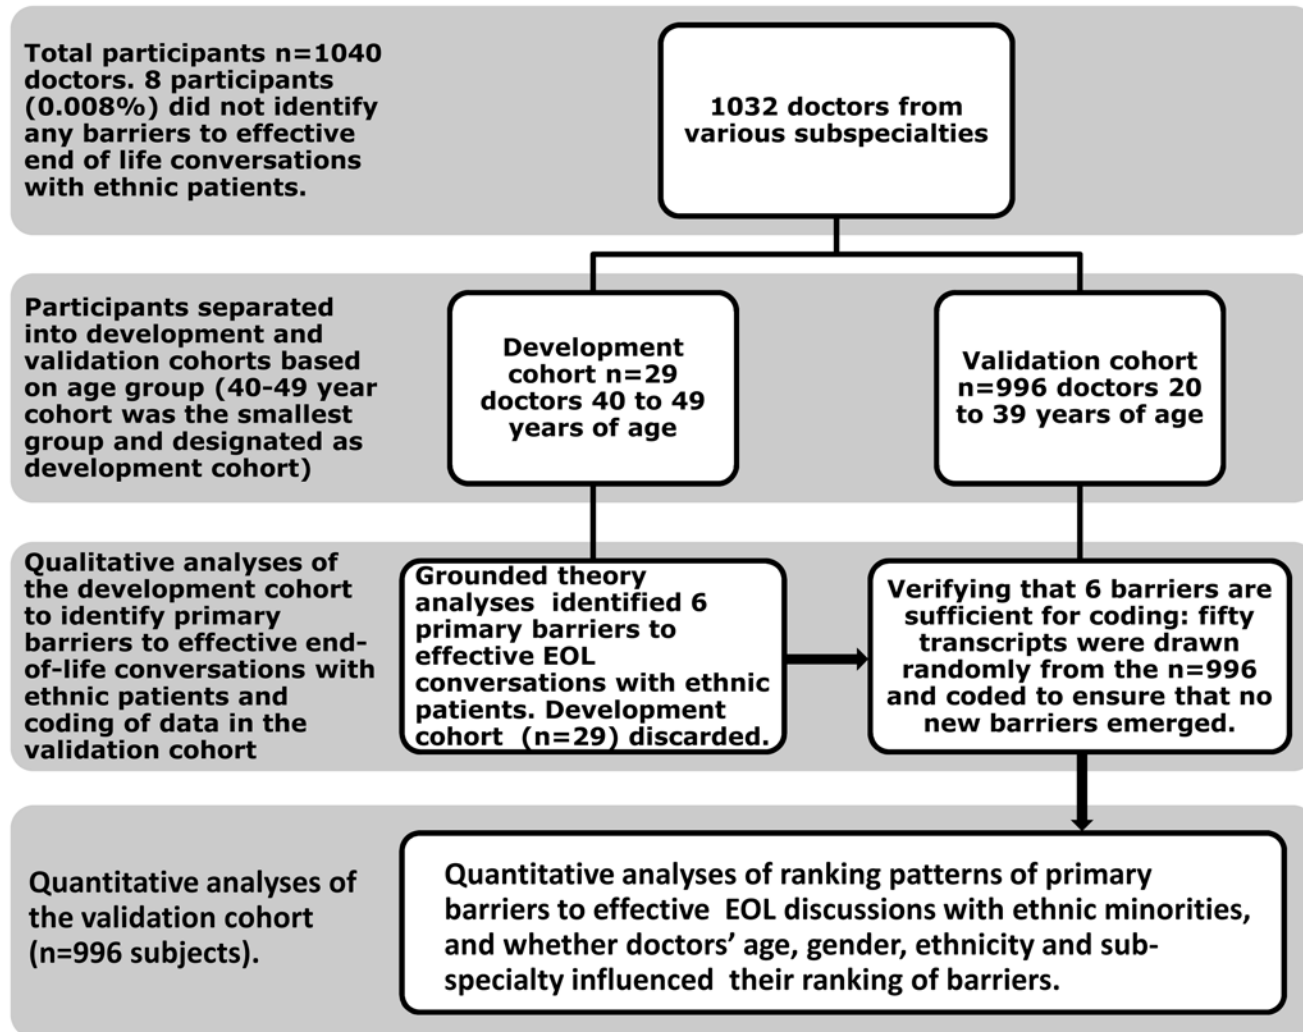 Total participants n=1040
doctors. 8 participants
(0.008%) did not identify
any barriers to effective
end of life conversations
with ethnic patients.
1032 doctors from
various subspecialties
Participants separated
into development and
validation cohorts based
on age group (40-49 year
cohort was the smallest
group and designated as
development cohort)
Development
cohort n=29
doctors 40 to 49
years of age
Validation cohort
n=996 doctors 20
to 39 years of age
Qualitative analyses of
the development cohort
to identify primary
barriers to effective end-
of-life conversations with
ethnic patients and
coding of data in the
validation cohort
Grounded theory
analyses identified 6
primary barriers to
effective EOL
conversations with ethnic
patients. Development
cohort (n=29) discarded.
Verifying that 6 barriers are
sufficient for coding: fifty
transcripts were drawn
randomly from the n=996
and coded to ensure that no
new barriers emerged.
Quantitative analyses of
the validation cohort
(n=996 subjects).
Quantitative analyses of ranking patterns of primary
barriers to effective EOL discussions with ethnic minorities,
and whether doctors' age, gender, ethnicity and sub-
specialty influenced their ranking of barriers.